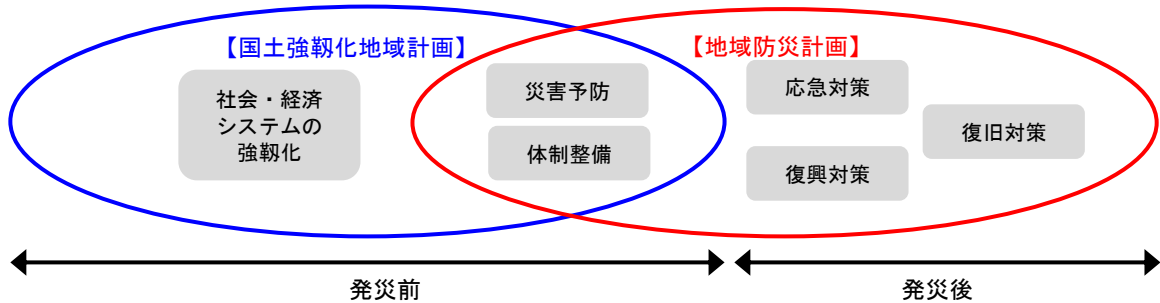 【国土強靱化地域計画】
【地域防災計画】
社会・経済
システムの
強靱化
災害予防
体制整備
応急対策
復旧対策
復興対策
発災前
発災後